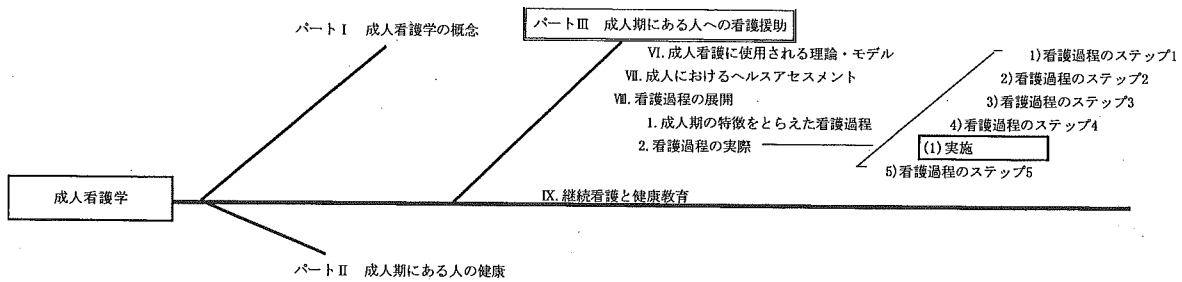 パートⅠ 成人看護学の概念
パートⅢ 成人期にある人への看護援助
Ⅵ.成人看護に使用される理論・モデル
Ⅶ.成人におけるヘルスアセスメント
Ⅷ.看護過程の展開
1.成人期の特徴をとらえた看護過程
2.看護過程の実際
1)看護過程のステップ1
2)看護過程のステップ2
3)看護過程のステップ3
4)看護過程のステップ4
(1)実施
5)看護過程のステップ5
成人看護学
Ⅸ.継続看護と健康教育
パートⅡ 成人期にある人の健康